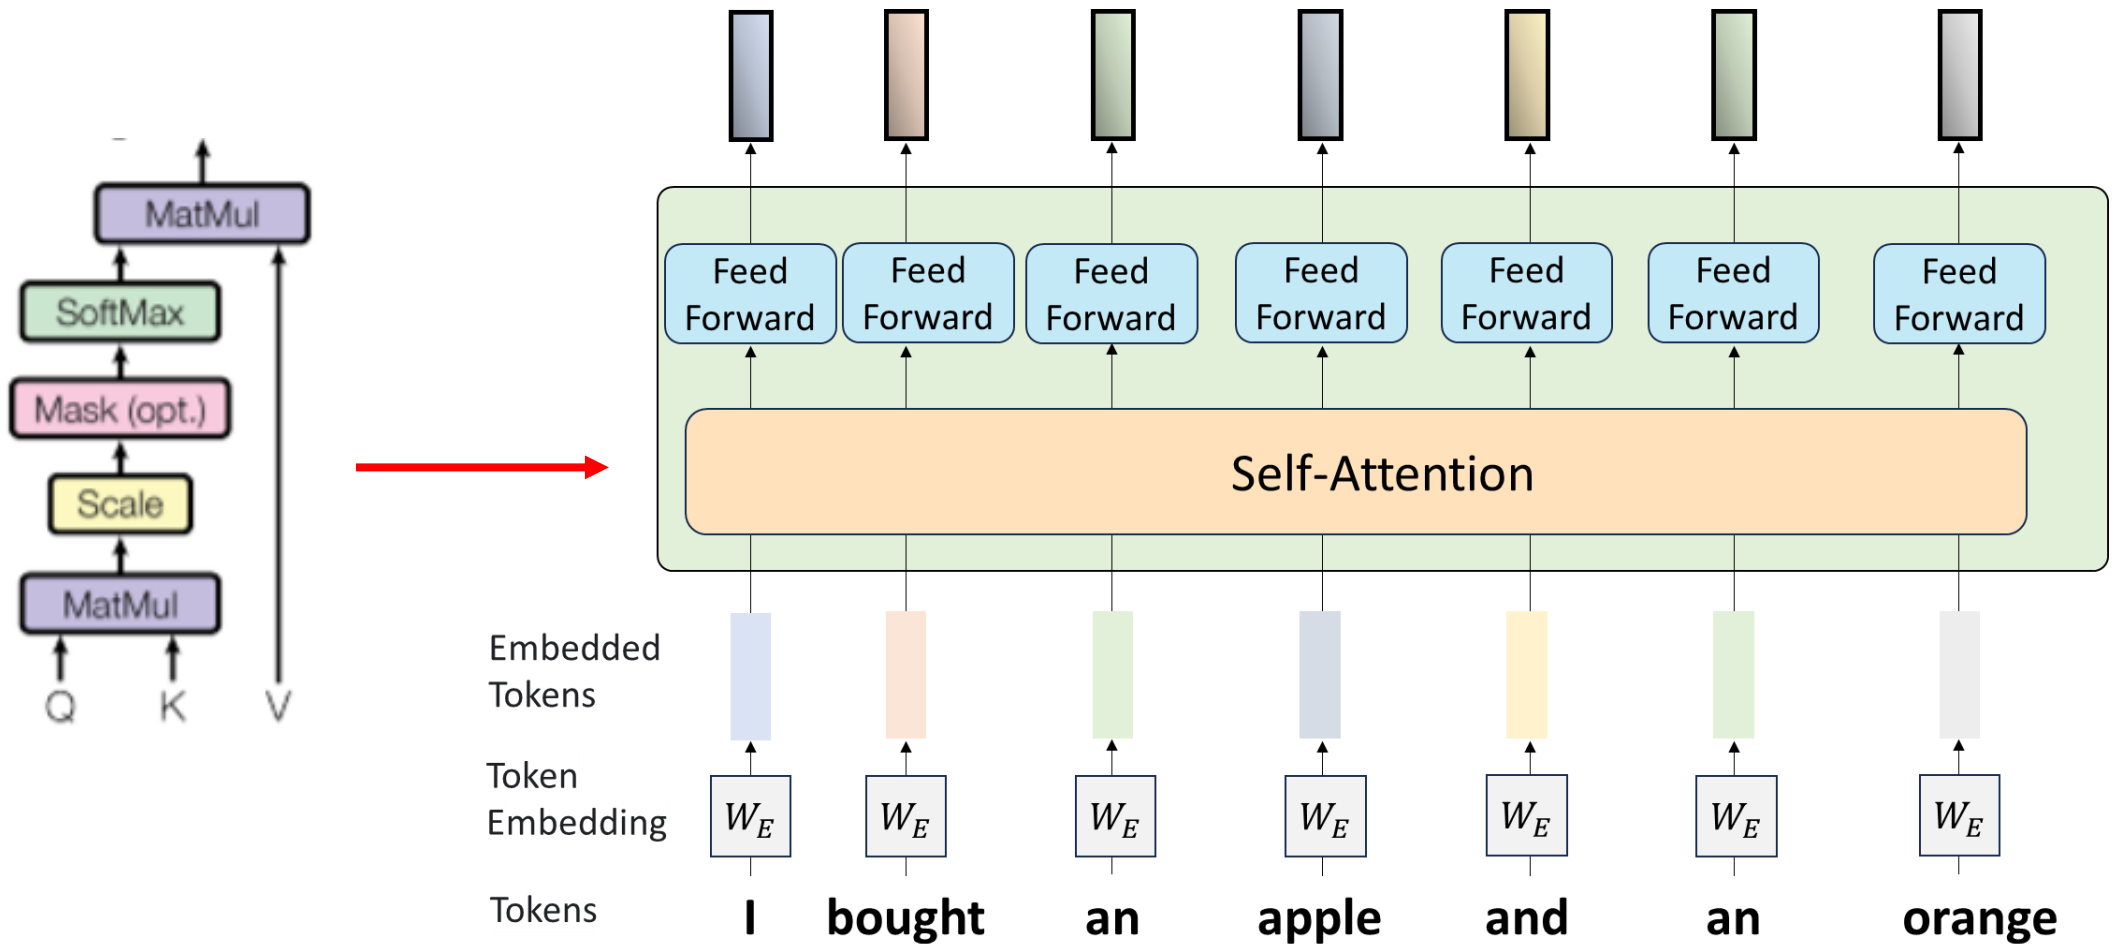 MatMul
SoftMax
Mask (opt.)
Scale
MatMul
Q K V
Feed Forward
Feed Forward
Feed Forward
Feed Forward
Feed Forward
Feed Forward
Feed Forward
Self-Attention
Embedded
Tokens
Token
Embedding
W_E W_E W_E W_E W_E W_E W_E
Tokens I bought an apple and an orange